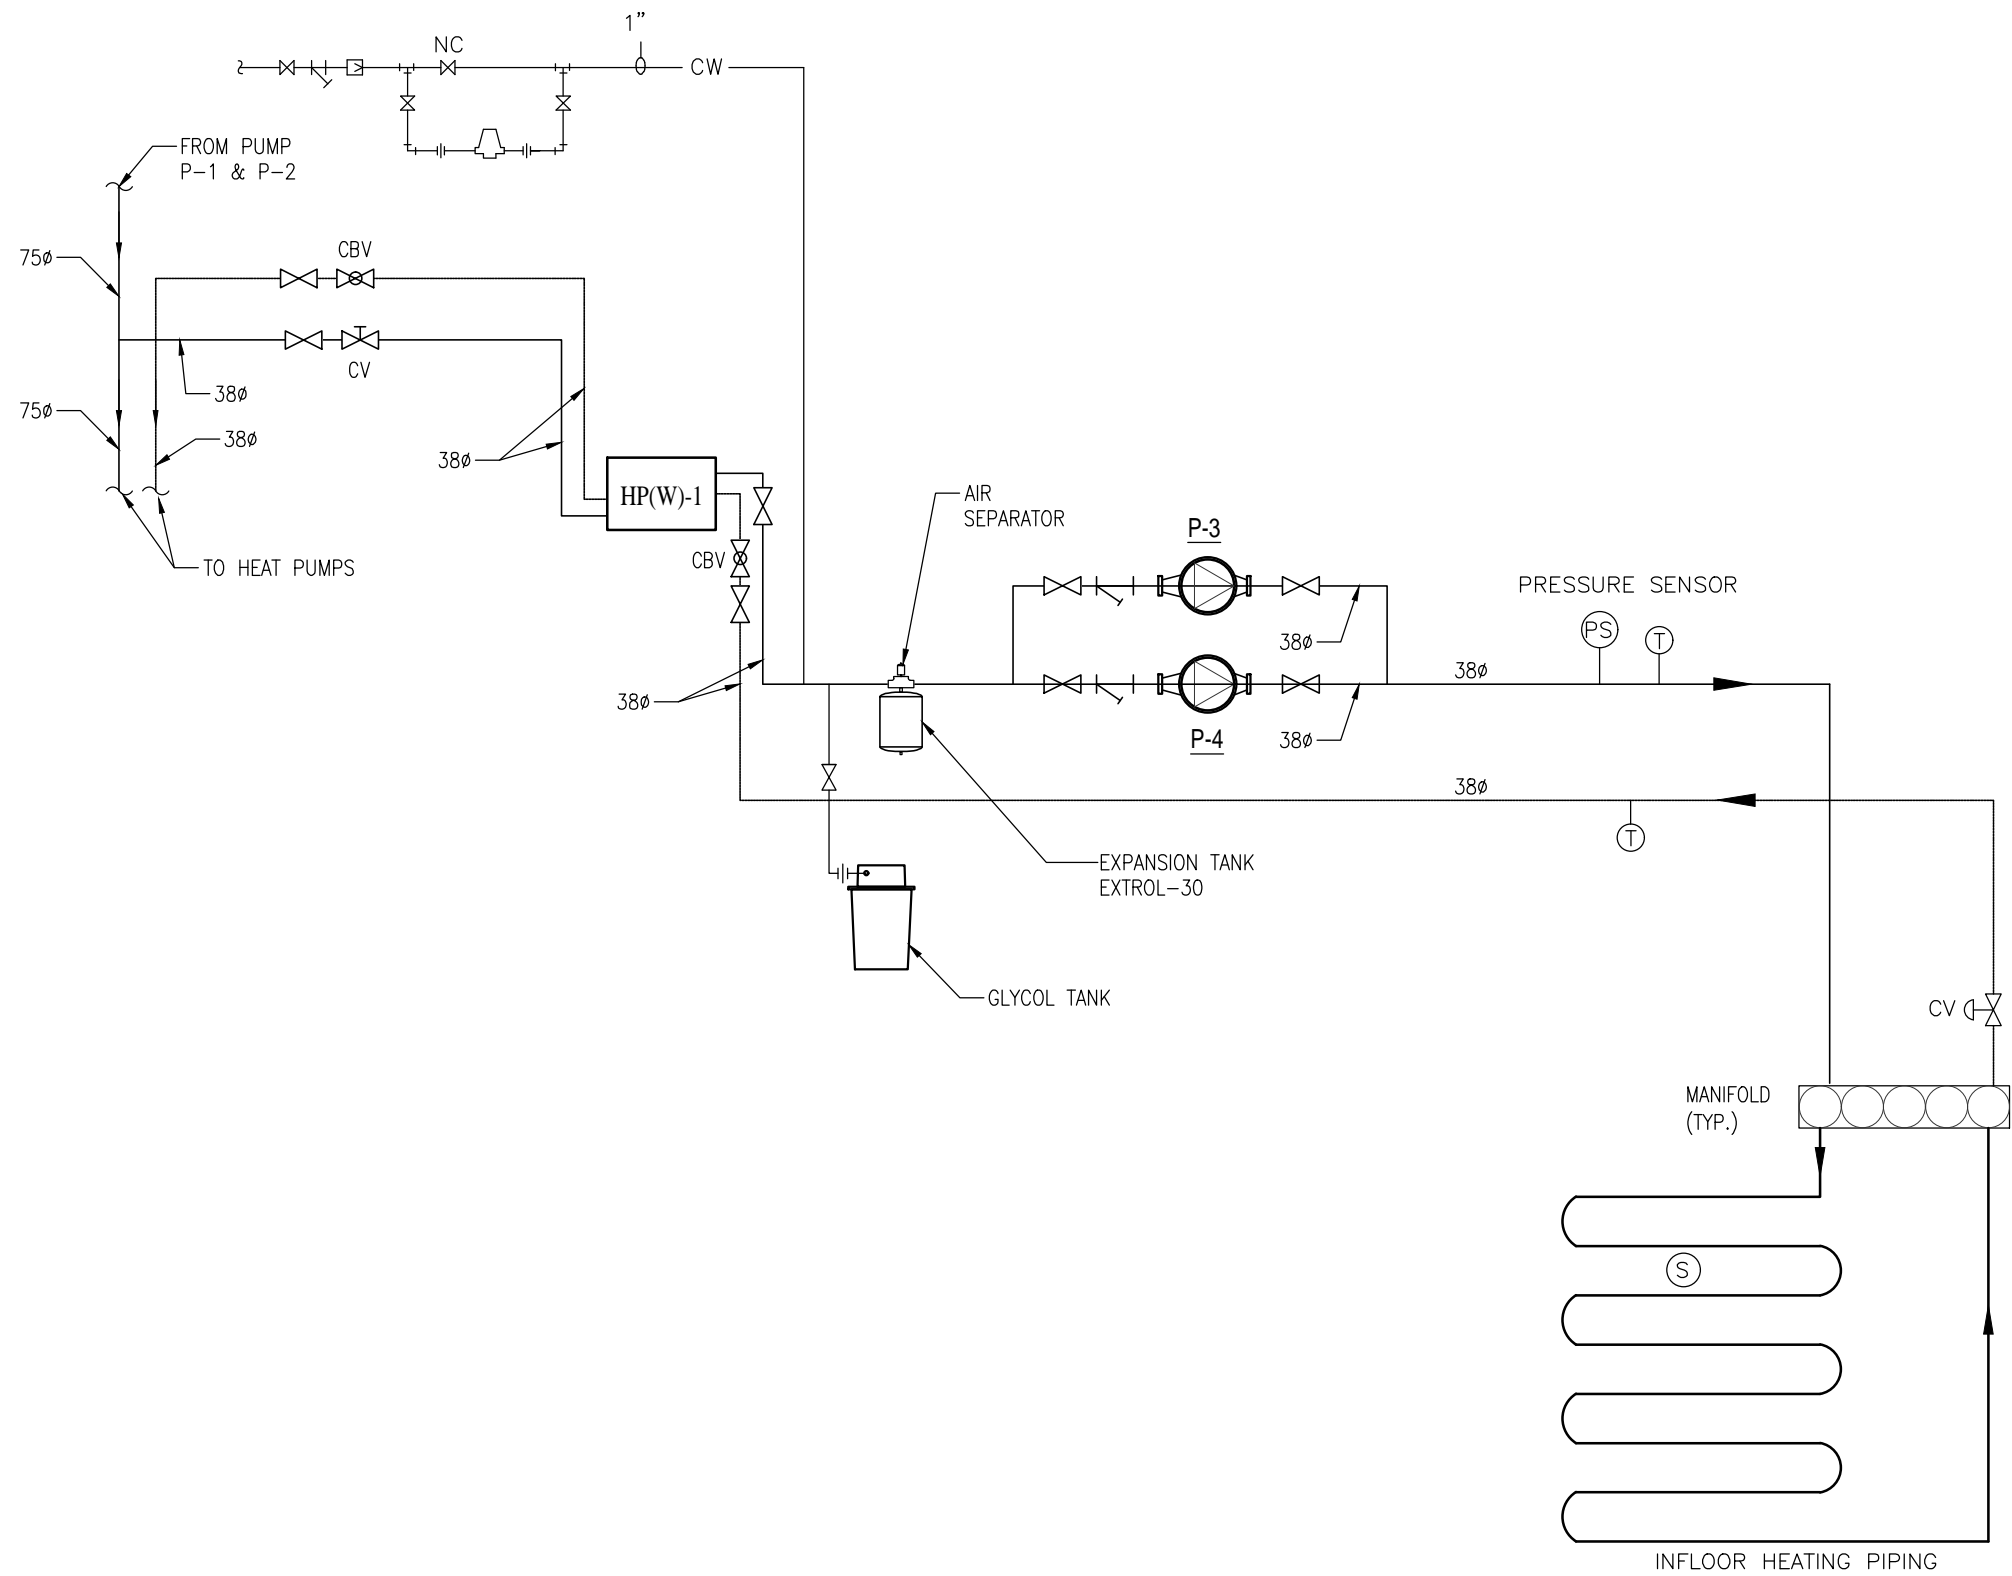 1”
NC
CW
FROM PUMP
P-1 & P-2
75ø
CBV
CV
38ø
75ø
38ø
38ø
HP(W)-1
TO HEAT PUMPS
CBV
38ø
AIR
SEPARATOR
P-3
38ø
P-4
38ø
PRESSURE SENSOR
PS
T
38ø
38ø
T
EXPANSION TANK
EXTROL-30
GLYCOL TANK
CV
MANIFOLD
(TYP.)
S
INFLOOR HEATING PIPING